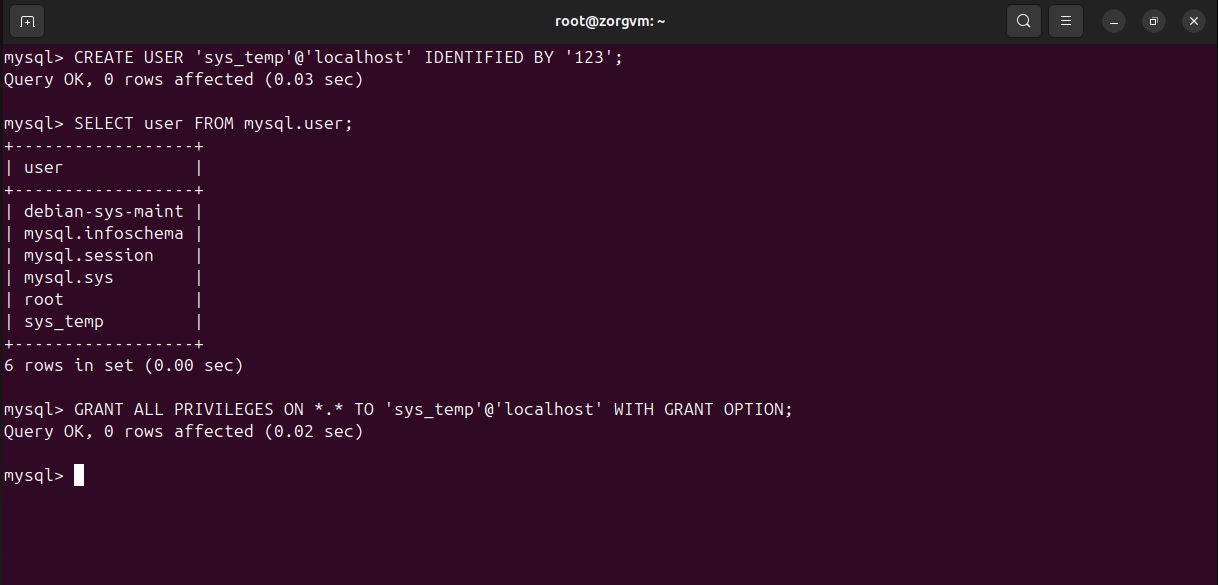 root@zorgvm: ~
mysql> CREATE USER 'sys_temp'@'localhost' IDENTIFIED BY '123';
Query OK, 0 rows affected (0.03 sec)
mysql> SELECT user FROM mysql.user;
+------------------+
| user             |
+------------------+
| debian-sys-maint |
| mysql.infoschema |
| mysql.session    |
| mysql.sys        |
| root             |
| sys_temp         |
+------------------+
6 rows in set (0.00 sec)
mysql> GRANT ALL PRIVILEGES ON *.* TO 'sys_temp'@'localhost' WITH GRANT OPTION;
Query OK, 0 rows affected (0.02 sec)
mysql>